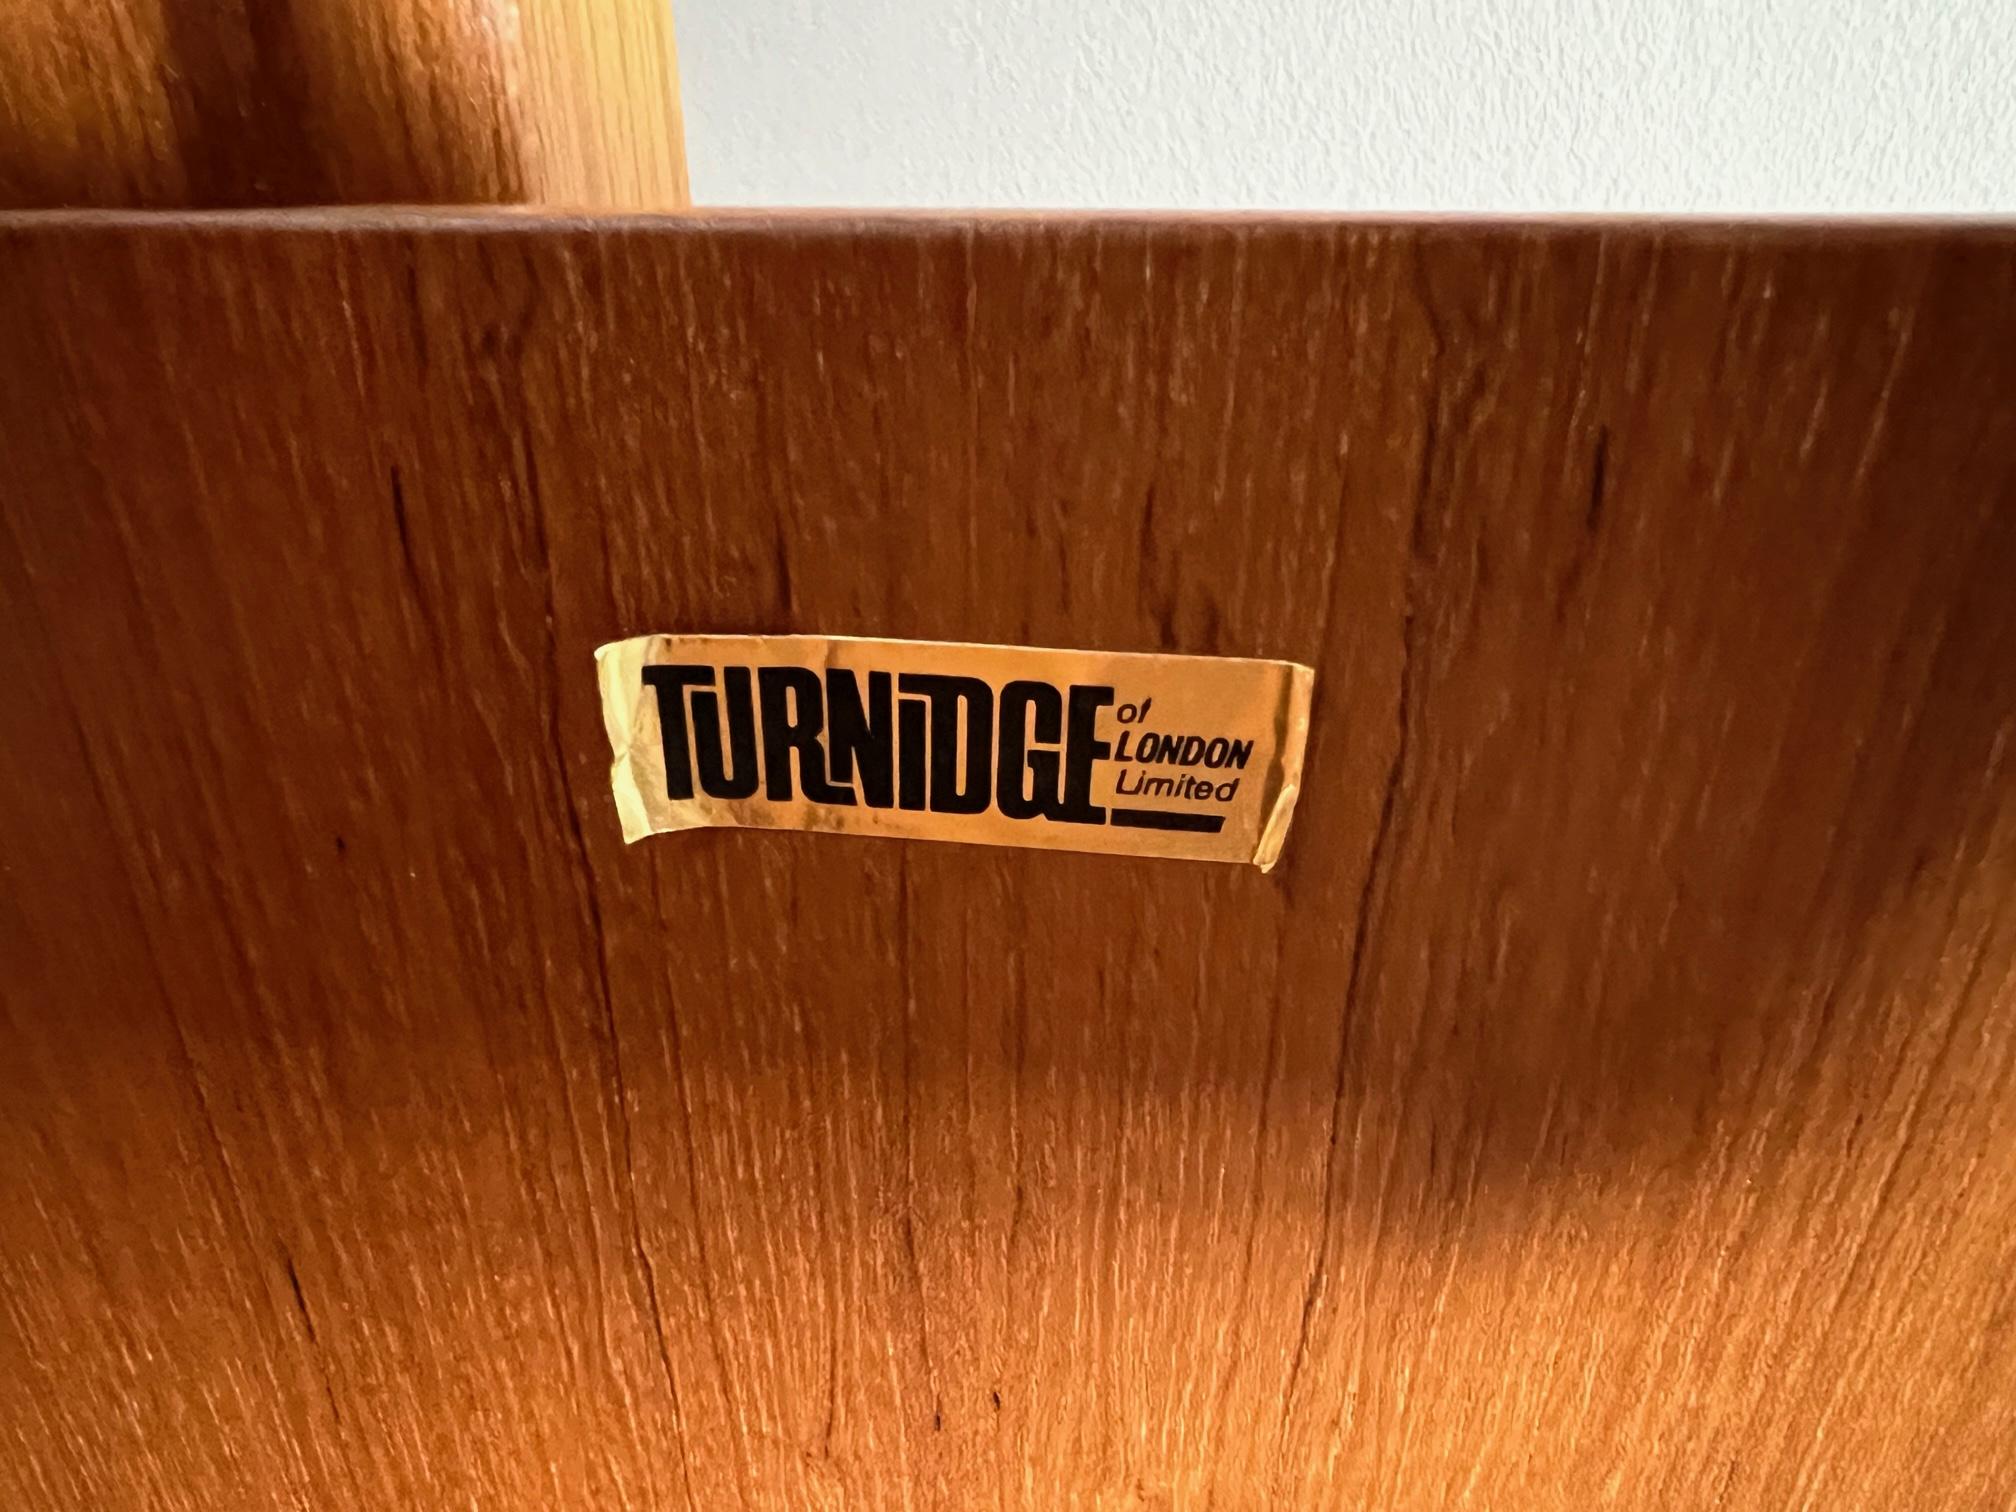 TURNiDGE
of
LONDON
Limited